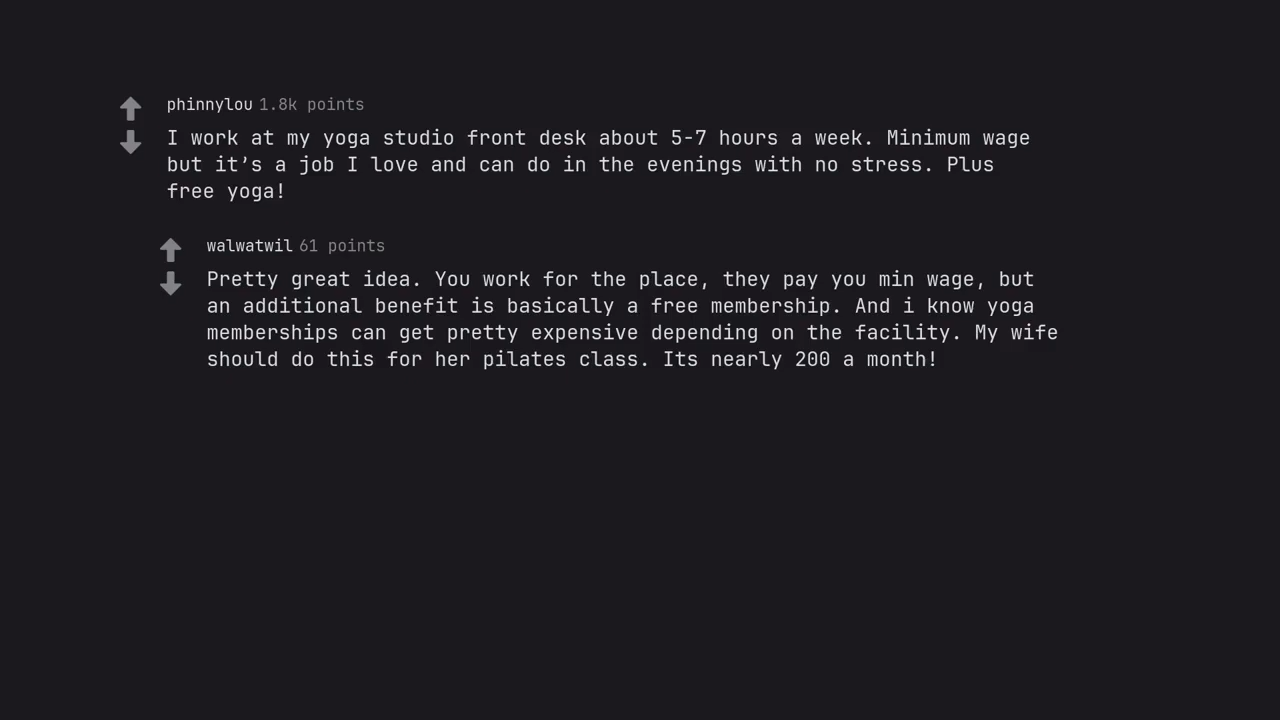 phinnylou 1.8k points
I work at my yoga studio front desk about 5-7 hours a week. Minimum wage
but it’s a job I love and can do in the evenings with no stress. Plus
free yoga!
walwatwil 61 points
Pretty great idea. You work for the place, they pay you min wage, but
an additional benefit is basically a free membership. And i know yoga
memberships can get pretty expensive depending on the facility. My wife
should do this for her pilates class. Its nearly 200 a month!